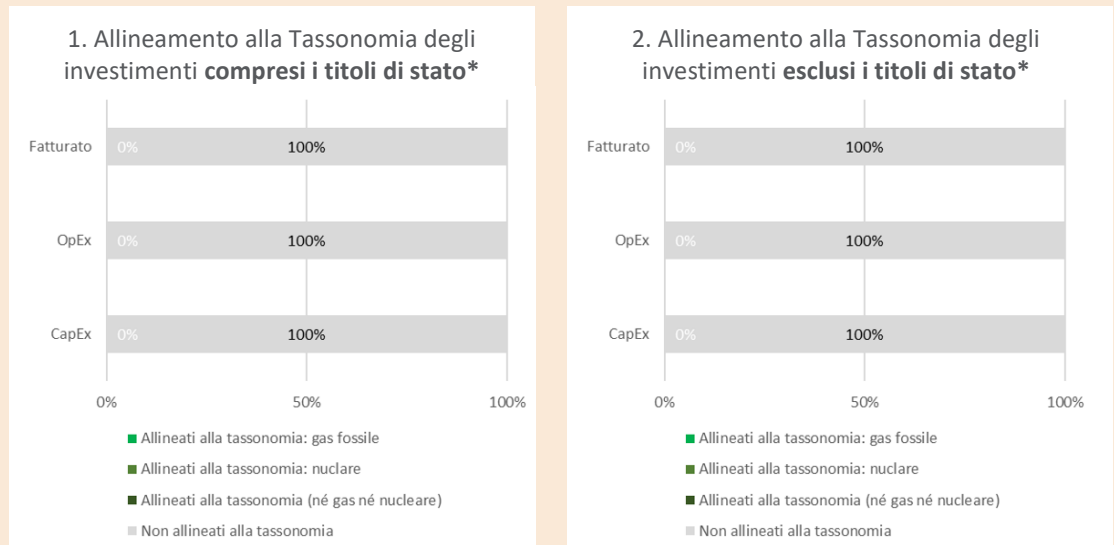 1. Allineamento alla Tassonomia degli
investimenti compresi i titoli di stato*
Fatturato 0% 100%
OpEx 0% 100%
CapEx 0% 100%
0% 50% 100%
Allineati alla tassonomia: gas fossile
Allineati alla tassonomia: nuclare
Allineati alla tassonomia (né gas né nucleare)
Non allineati alla tassonomia
2. Allineamento alla Tassonomia degli
investimenti esclusi i titoli di stato*
Fatturato 0% 100%
OpEx 0% 100%
CapEx 0% 100%
0% 50% 100%
Allineati alla tassonomia: gas fossile
Allineati alla tassonomia: nuclare
Allineati alla tassonomia (né gas né nucleare)
Non allineati alla tassonomia